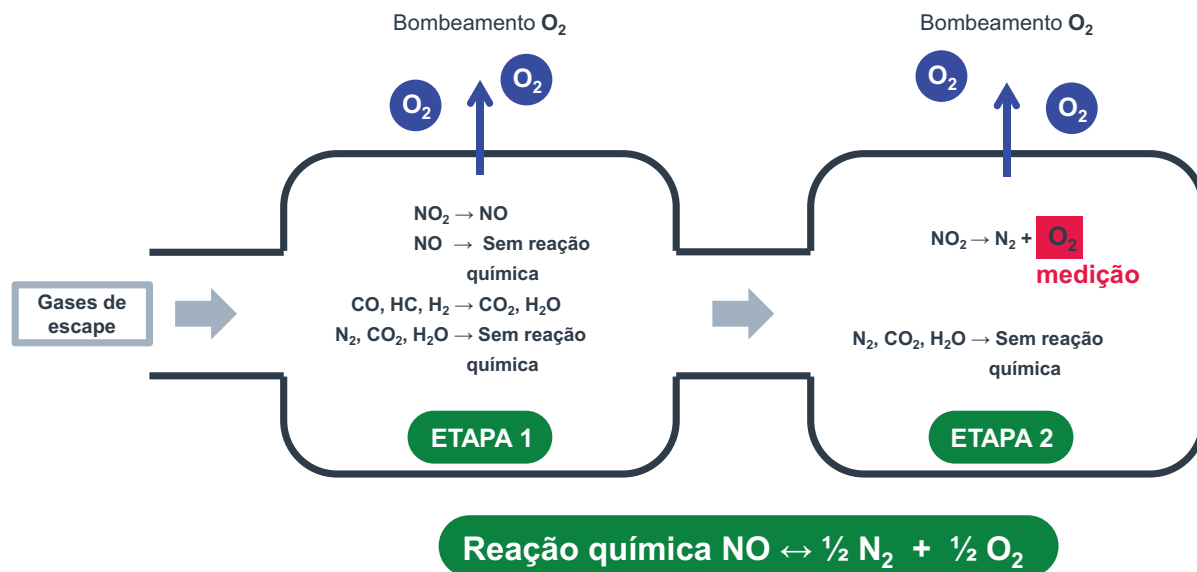 Bombeamento O₂
Bombeamento O₂
O₂
O₂
O₂
O₂
NO₂ → NO
NO → Sem reação
química
CO, HC, H₂ → CO₂, H₂O
N₂, CO₂, H₂O → Sem reação
química
Gases de
escape
ETAPA 1
NO₂ → N₂ + O₂
medição
N₂, CO₂, H₂O → Sem reação
química
ETAPA 2
Reação química NO ↔ ½ N₂ + ½ O₂